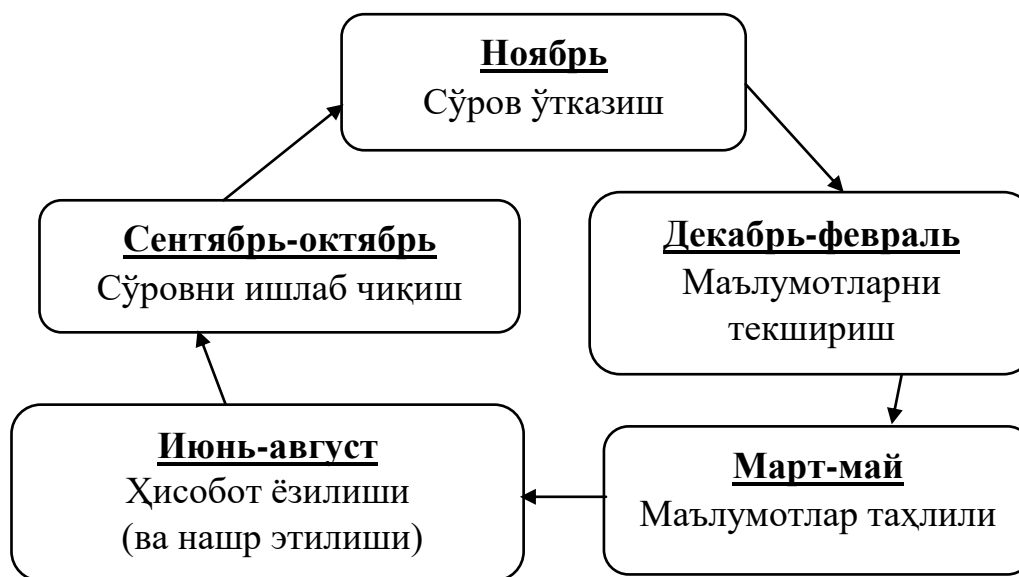 Ноябрь
Сўров ўтказиш
Декабрь-февраль
Маълумотларни
текшириш
Март-май
Маълумотлар таҳлили
Июнь-август
Ҳисобот ёзилиши
(ва нашр этилиши)
Сентябрь-октябрь
Сўровни ишлаб чиқиш